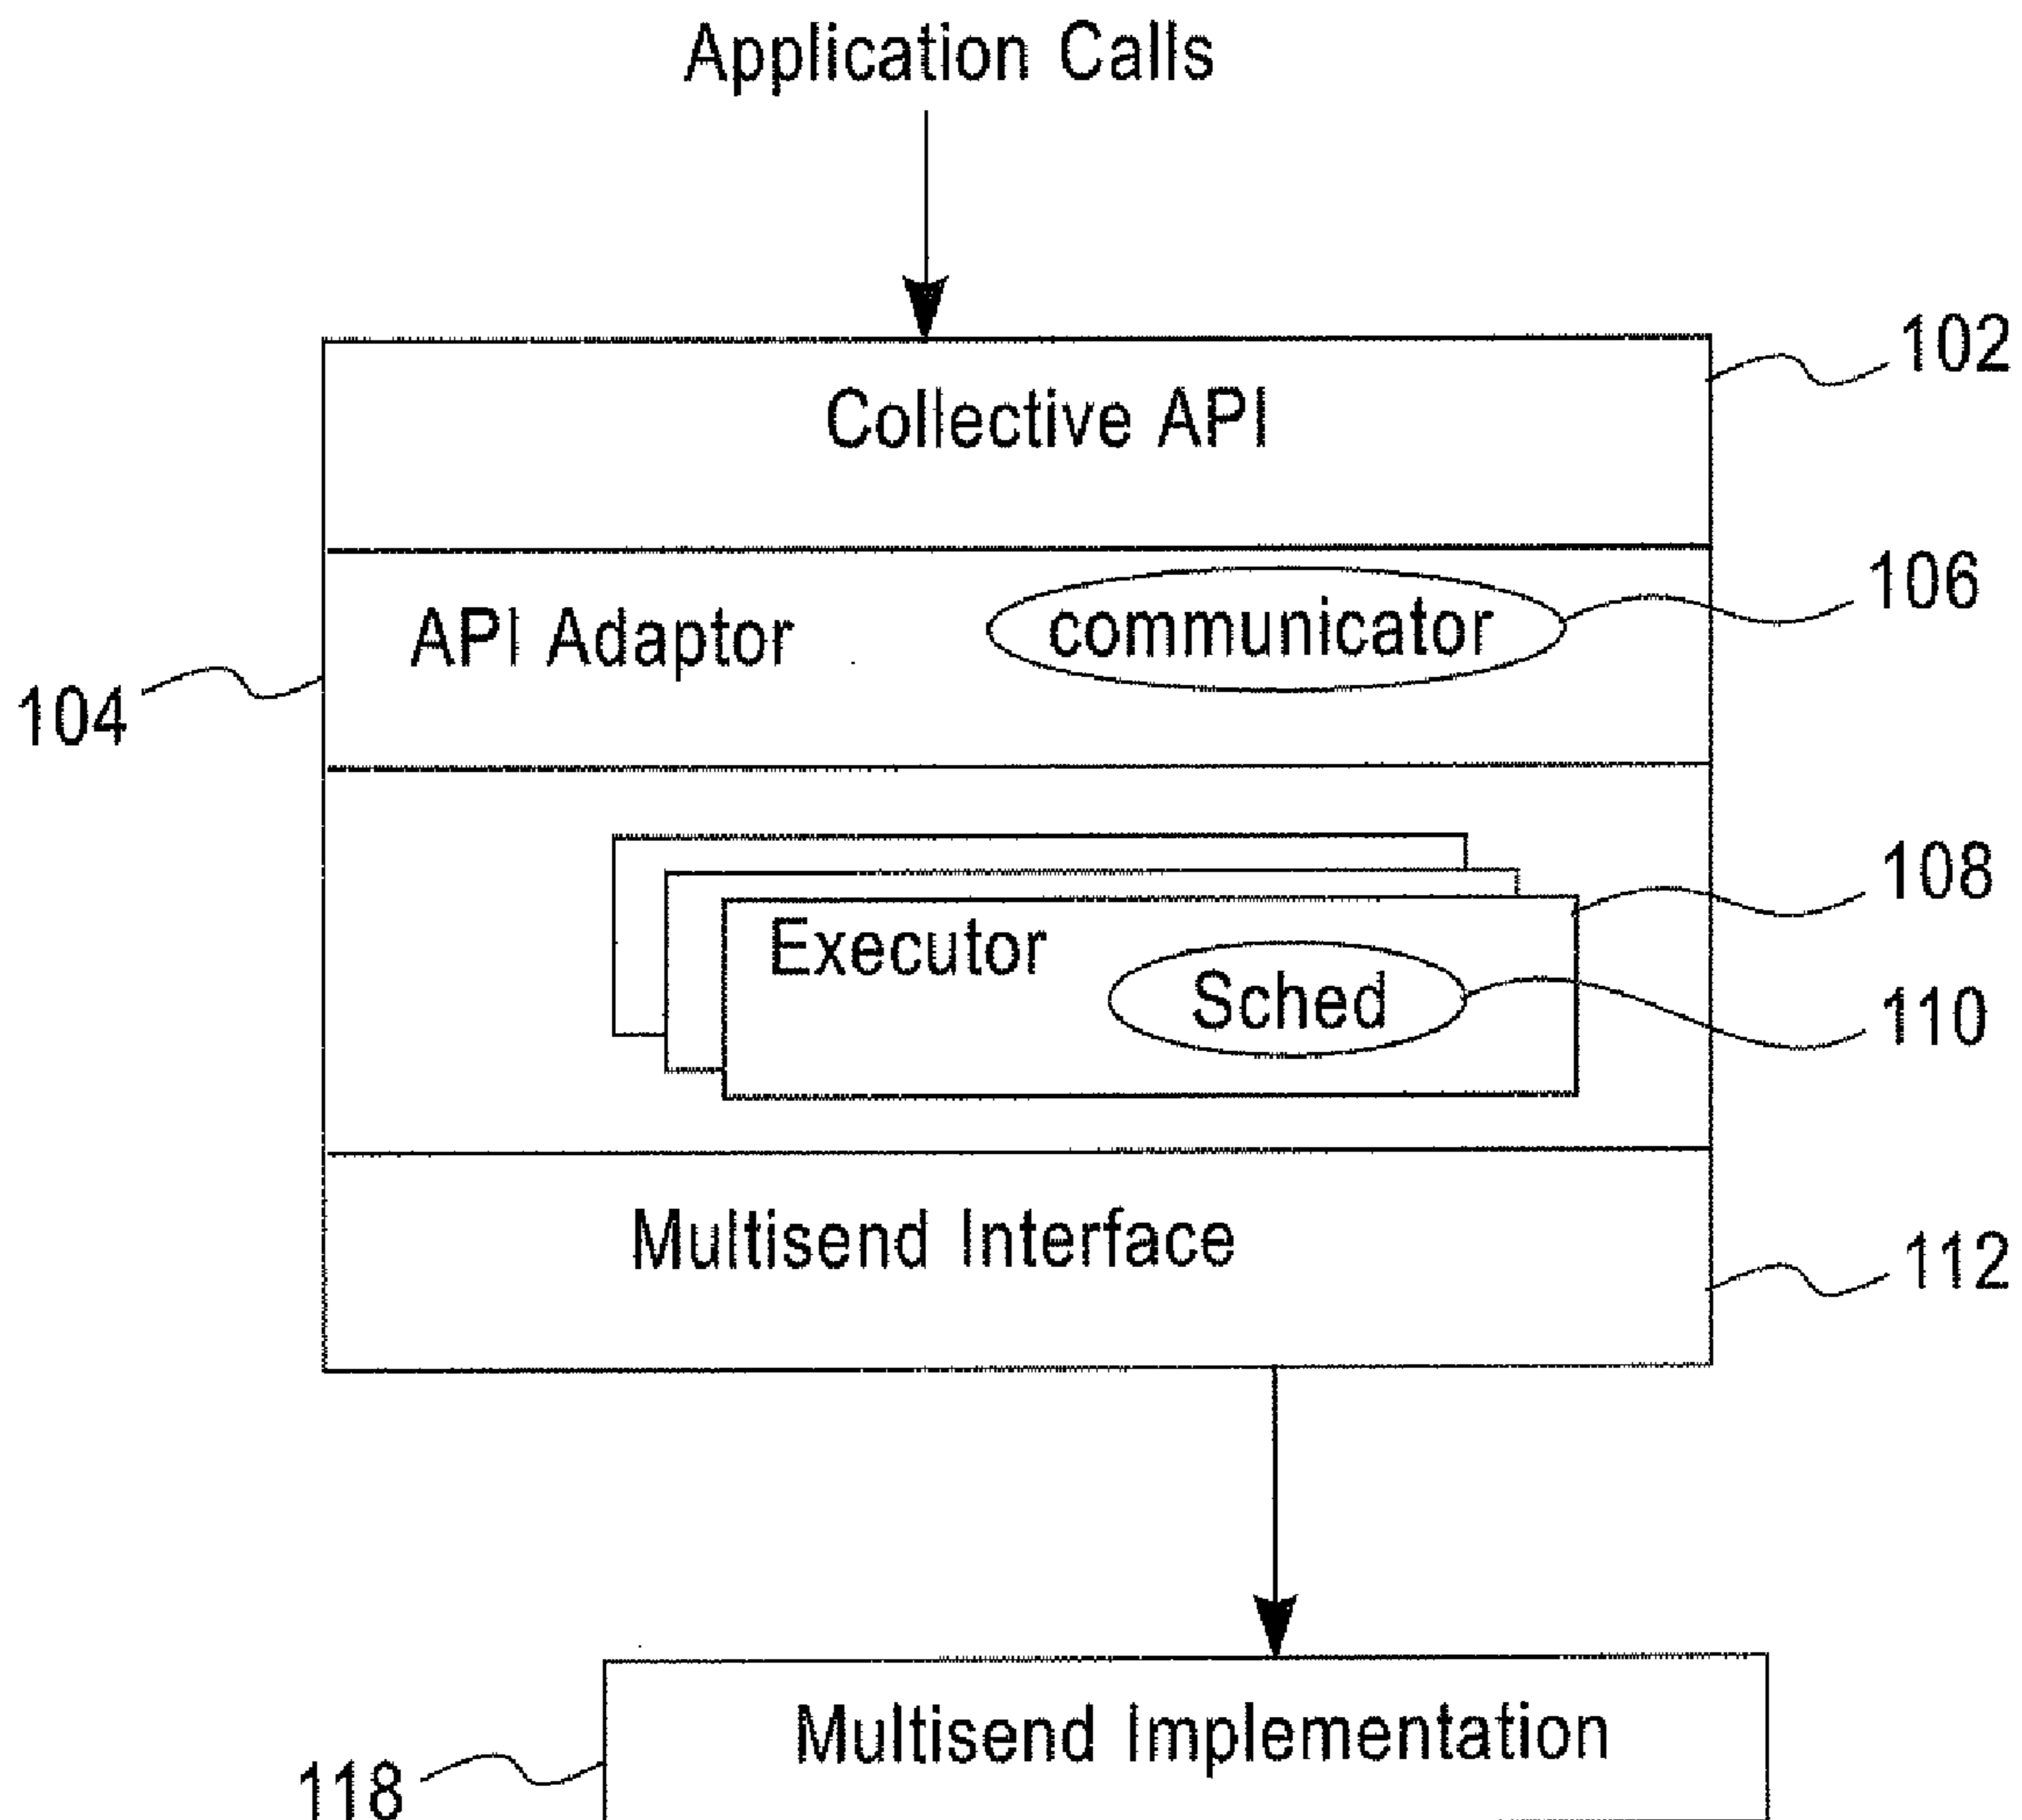 Application Calls
102
Collective API
106
API Adaptor
communicator
104
108
Executor
Sched
110
Multisend Interface
112
Multisend Implementation
118